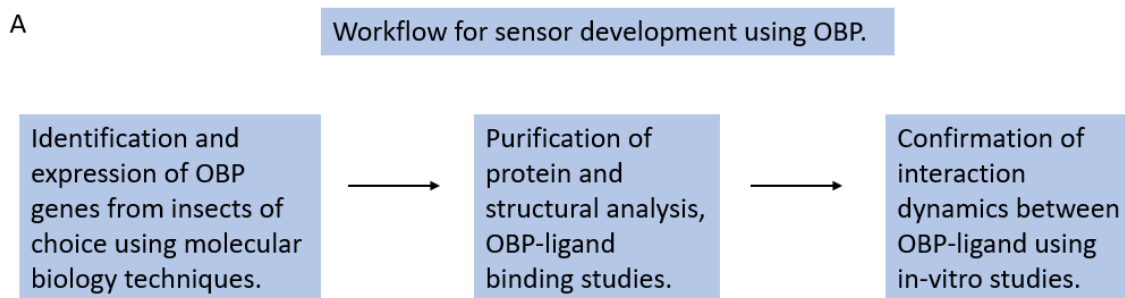 A
Workflow for sensor development using OBP.
Identification and
expression of OBP
genes from insects of
choice using molecular
biology techniques.
Purification of
protein and
structural analysis,
OBP-ligand
binding studies.
Confirmation of
interaction
dynamics between
OBP-ligand using
in-vitro studies.